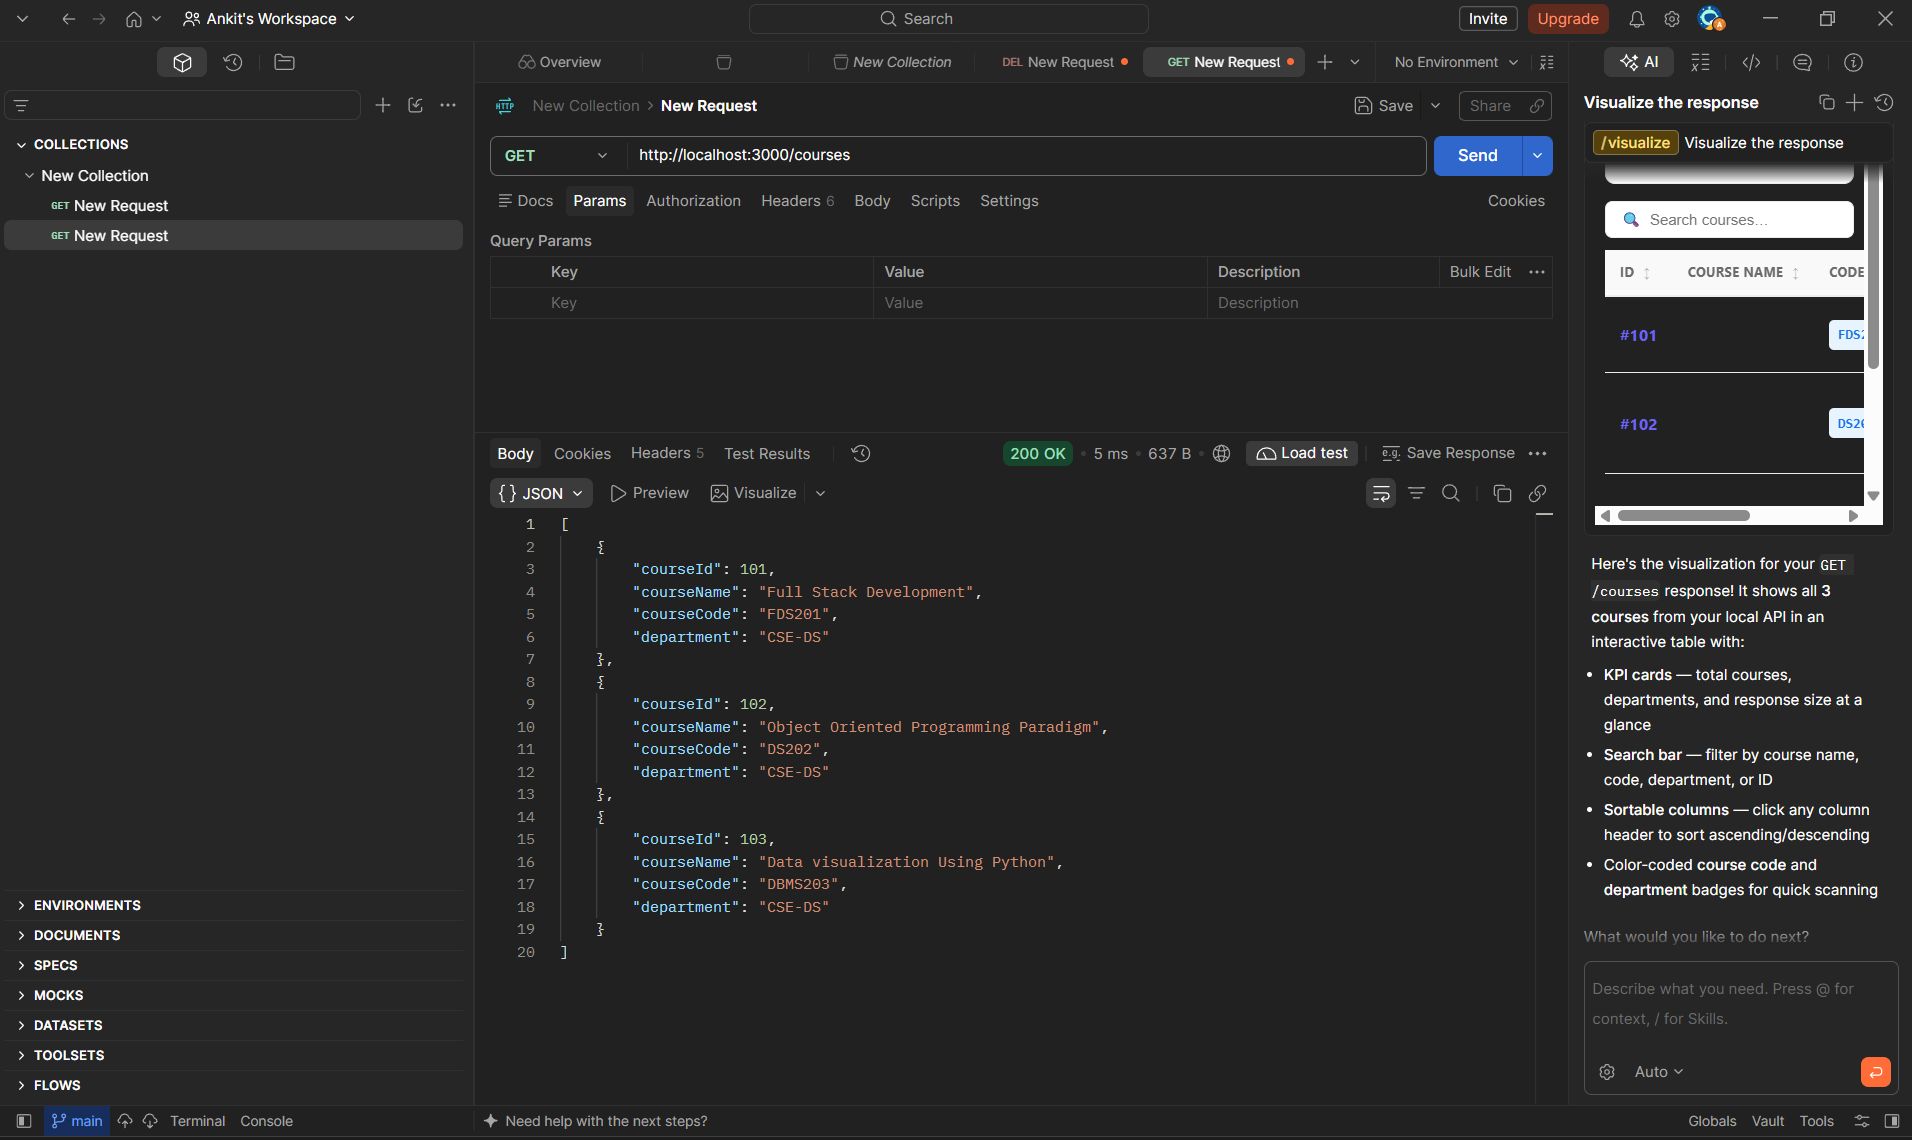 Ankit's Workspace
Search
Invite
Upgrade
Overview
New Collection
DEL New Request
GET New Request
No Environment
AI
COLLECTIONS
New Collection
GET New Request
GET New Request
ENVIRONMENTS
DOCUMENTS
SPECS
MOCKS
DATASETS
TOOLSETS
FLOWS
HTTP New Collection > New Request
Save
Share
GET http://localhost:3000/courses
Send
Docs Params Authorization Headers 6 Body Scripts Settings Cookies
Query Params
Key Value Description Bulk Edit
Key Value Description
Body Cookies Headers 5 Test Results
200 OK • 5 ms • 637 B • Load test
e.g. Save Response
{} JSON Preview Visualize
1 [
2 {
3 "courseId": 101,
4 "courseName": "Full Stack Development",
5 "courseCode": "FDS201",
6 "department": "CSE-DS"
7 },
8 {
9 "courseId": 102,
10 "courseName": "Object Oriented Programming Paradigm",
11 "courseCode": "DS202",
12 "department": "CSE-DS"
13 },
14 {
15 "courseId": 103,
16 "courseName": "Data visualization Using Python",
17 "courseCode": "DBMS203",
18 "department": "CSE-DS"
19 }
20 ]
Visualize the response
/visualize Visualize the response
Search courses...
ID COURSE NAME CODE
#101
#102
Here's the visualization for your GET
/courses response! It shows all 3
courses from your local API in an
interactive table with:
• KPI cards — total courses,
departments, and response size at a
glance
• Search bar — filter by course name,
code, department, or ID
• Sortable columns — click any column
header to sort ascending/descending
• Color-coded course code and
department badges for quick scanning
What would you like to do next?
Describe what you need. Press @ for
context, / for Skills.
Auto
main
Terminal
Console
Need help with the next steps?
Globals
Vault
Tools